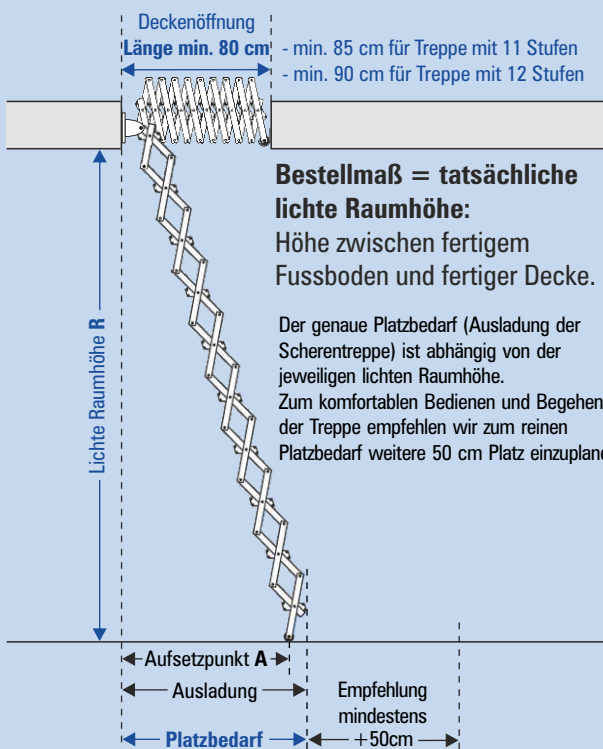 Deckenöffnung
Länge min. 80 cm
- min. 85 cm für Treppe mit 11 Stufen
- min. 90 cm für Treppe mit 12 Stufen
Bestellmaß = tatsächliche
lichte Raumhöhe:
Höhe zwischen fertigem
Fussboden und fertiger Decke.
Der genaue Platzbedarf (Ausladung der
Scherentreppe) ist abhängig von der
jeweiligen lichten Raumhöhe.
Zum komfortablen Bedienen und Begehen
der Treppe empfehlen wir zum reinen
Platzbedarf weitere 50 cm Platz einzuplane
Lichte Raumhöhe R
Aufsetzpunkt A
Ausladung
Platzbedarf
Empfehlung
mindestens
+50cm